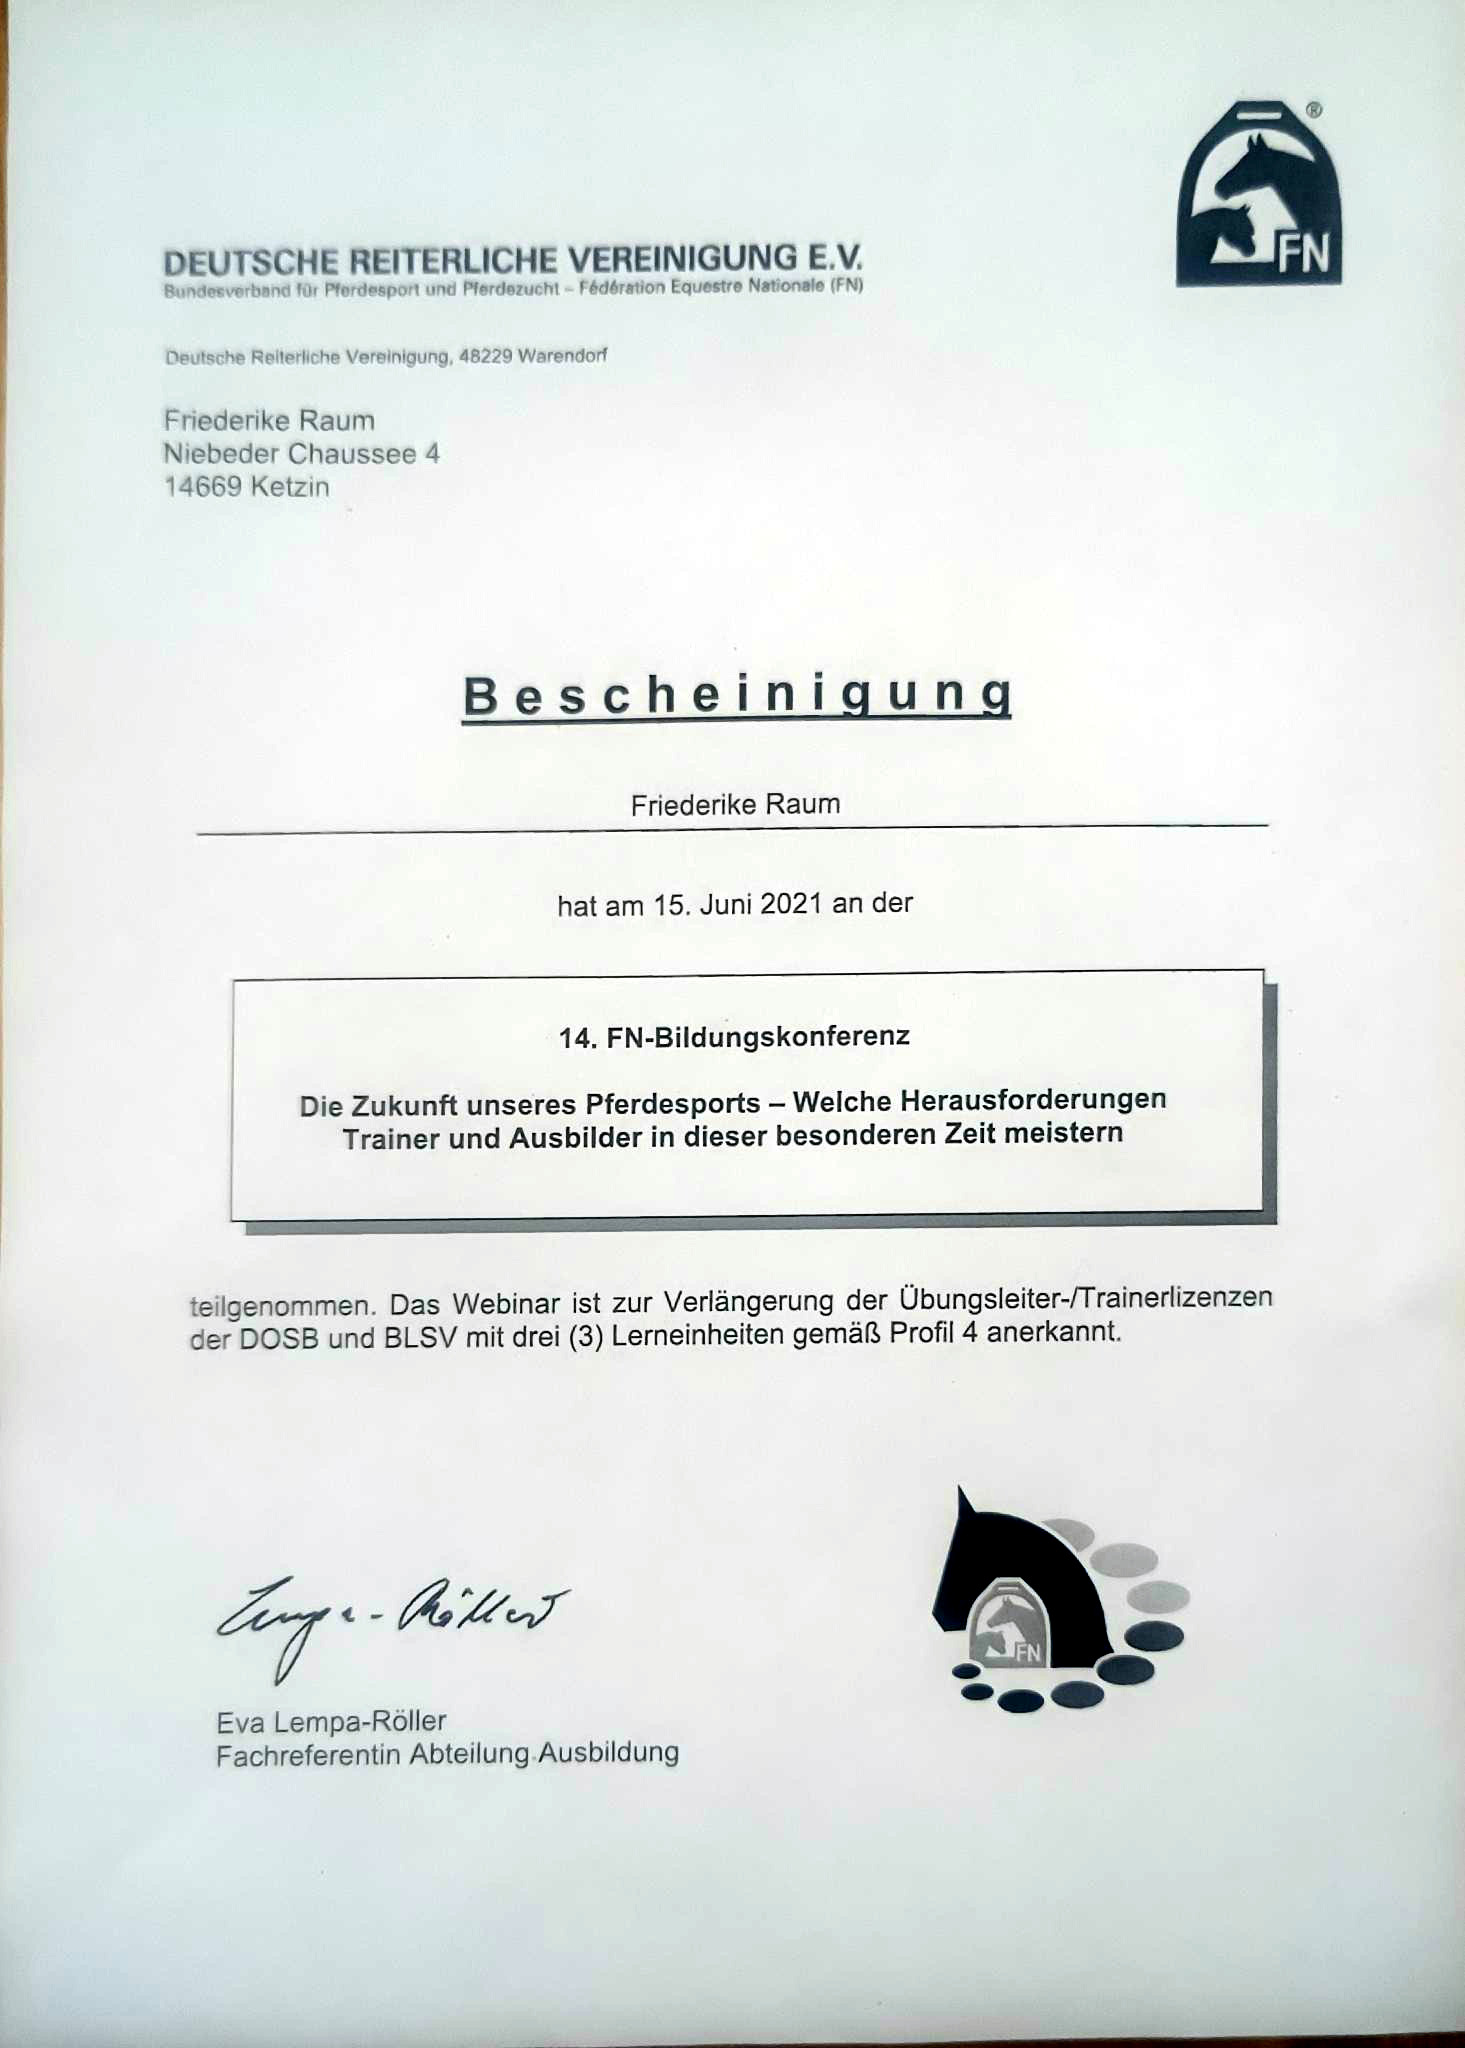 ®
FN
DEUTSCHE REITERLICHE VEREINIGUNG E.V.
Bundesverband für Pferdesport und Pferdezucht – Fédération Equestre Nationale (FN)
Deutsche Reiterliche Vereinigung, 48229 Warendorf
Friederike Raum
Niebeder Chaussee 4
14669 Ketzin
Bescheinigung
Friederike Raum
hat am 15. Juni 2021 an der
14. FN-Bildungskonferenz
Die Zukunft unseres Pferdesports – Welche Herausforderungen
Trainer und Ausbilder in dieser besonderen Zeit meistern
teilgenommen. Das Webinar ist zur Verlängerung der Übungsleiter-/Trainerlizenzen
der DOSB und BLSV mit drei (3) Lerneinheiten gemäß Profil 4 anerkannt.
Lempa-Röller
FN
Eva Lempa-Röller
Fachreferentin Abteilung Ausbildung